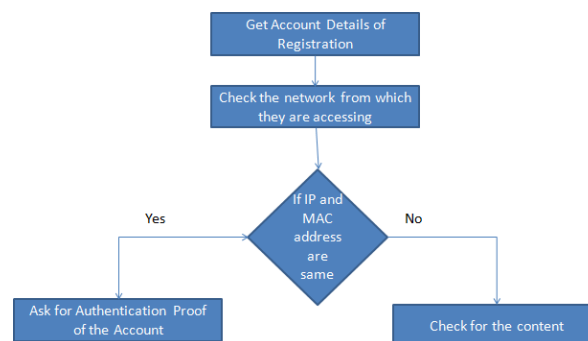 Get Account Details of
Registration
Check the network from which
they are accessing
If IP and
MAC
address
are
same
Yes
No
Ask for Authentication Proof
of the Account
Check for the content